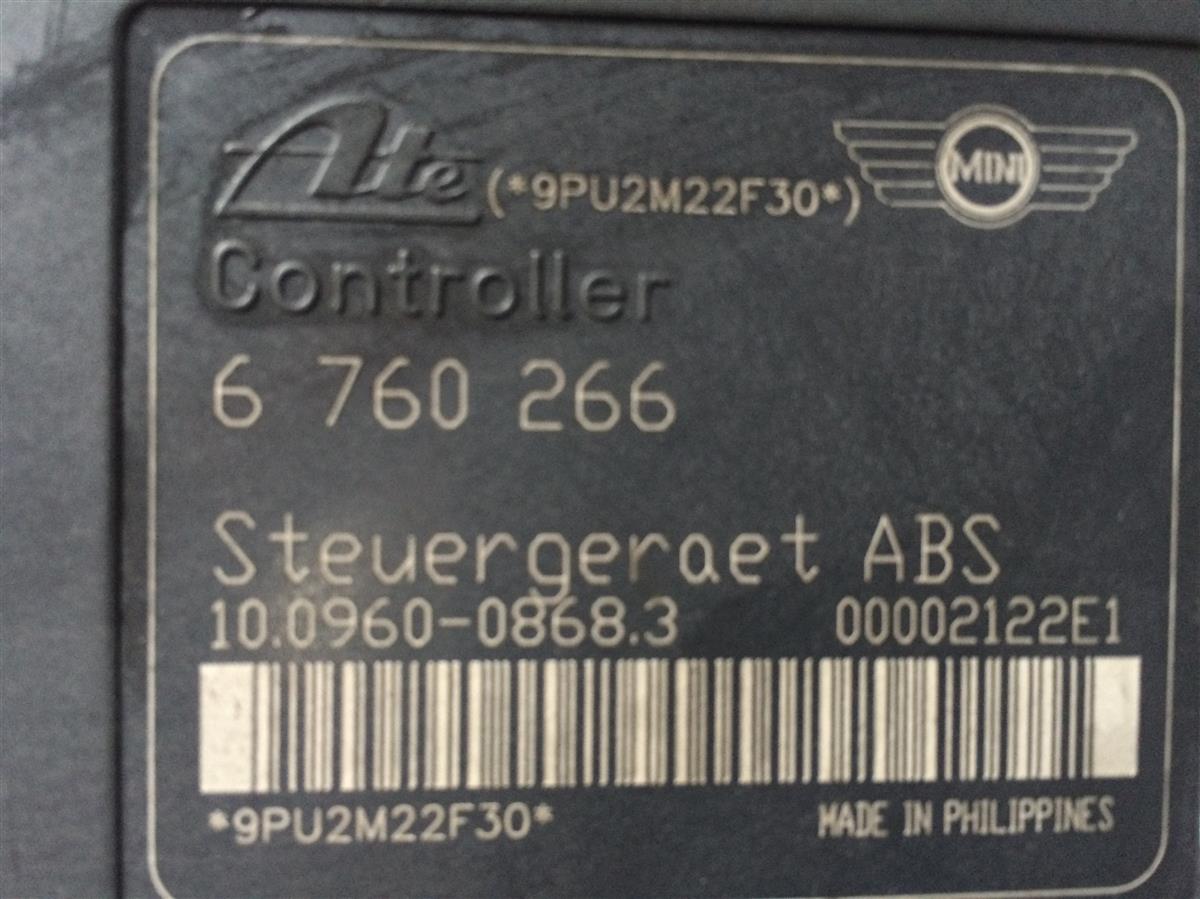 Ate (*9PU2M22F30*) MINI
Controller
6 760 266
Steuergeraet ABS
10.0960-0868.3 00002122E1
*9PU2M22F30* MADE IN PHILIPPINES